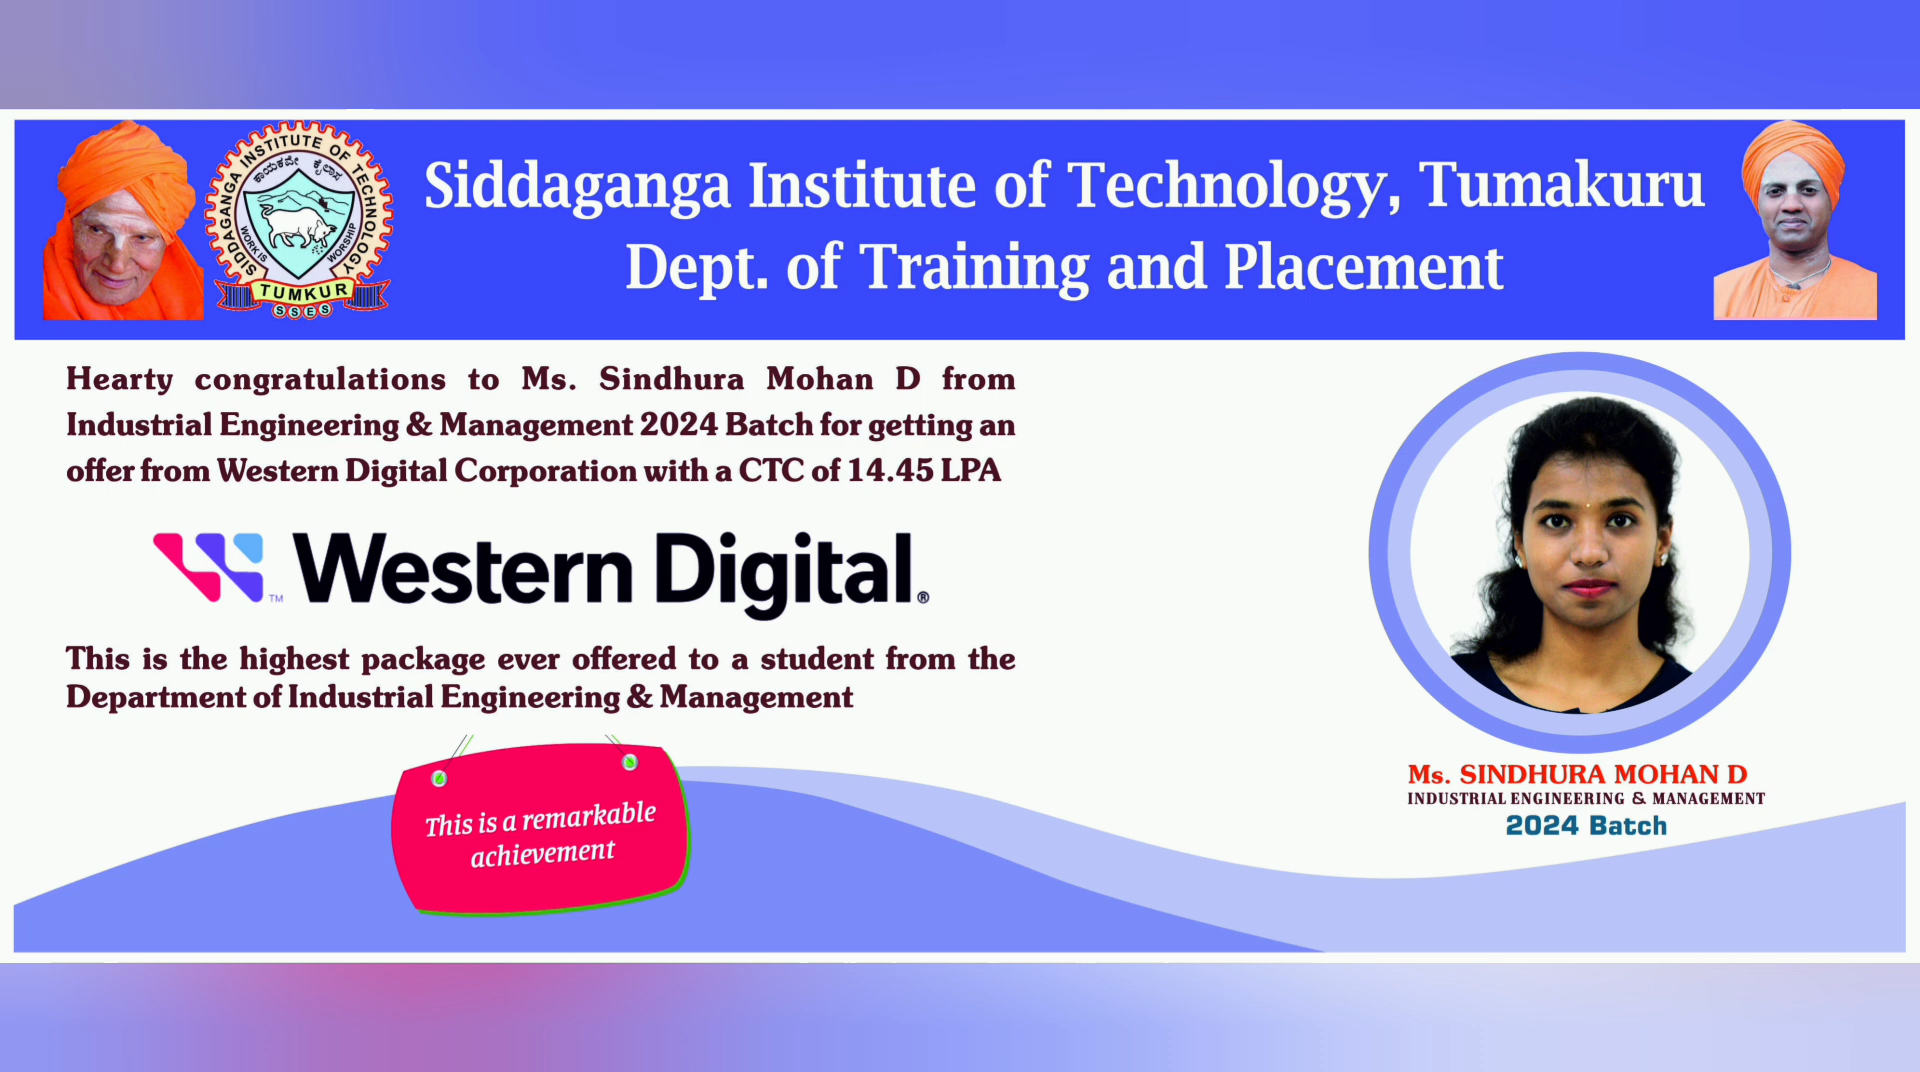 Siddaganga Institute of Technology, Tumakuru
Dept. of Training and Placement
SIDDAGANGA INSTITUTE OF TECHNOLOGY
ಕಾಯಕವೇ ಕೈಲಾಸ
WORK IS WORSHIP
TUMKUR
SSES
Hearty congratulations to Ms. Sindhura Mohan D from
Industrial Engineering & Management 2024 Batch for getting an
offer from Western Digital Corporation with a CTC of 14.45 LPA
™ Western Digital®
This is the highest package ever offered to a student from the
Department of Industrial Engineering & Management
This is a remarkable
achievement
Ms. SINDHURA MOHAN D
INDUSTRIAL ENGINEERING & MANAGEMENT
2024 Batch